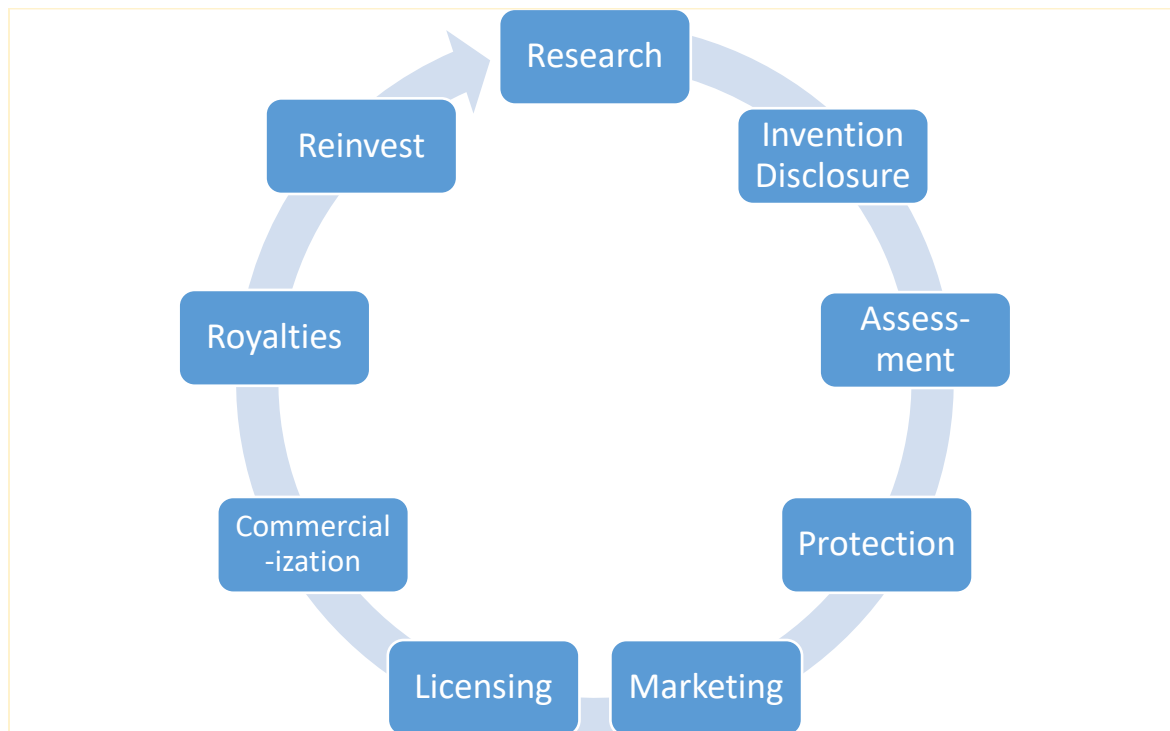 Research
Invention
Disclosure
Assess-
ment
Protection
Marketing
Licensing
Commercial
-ization
Royalties
Reinvest